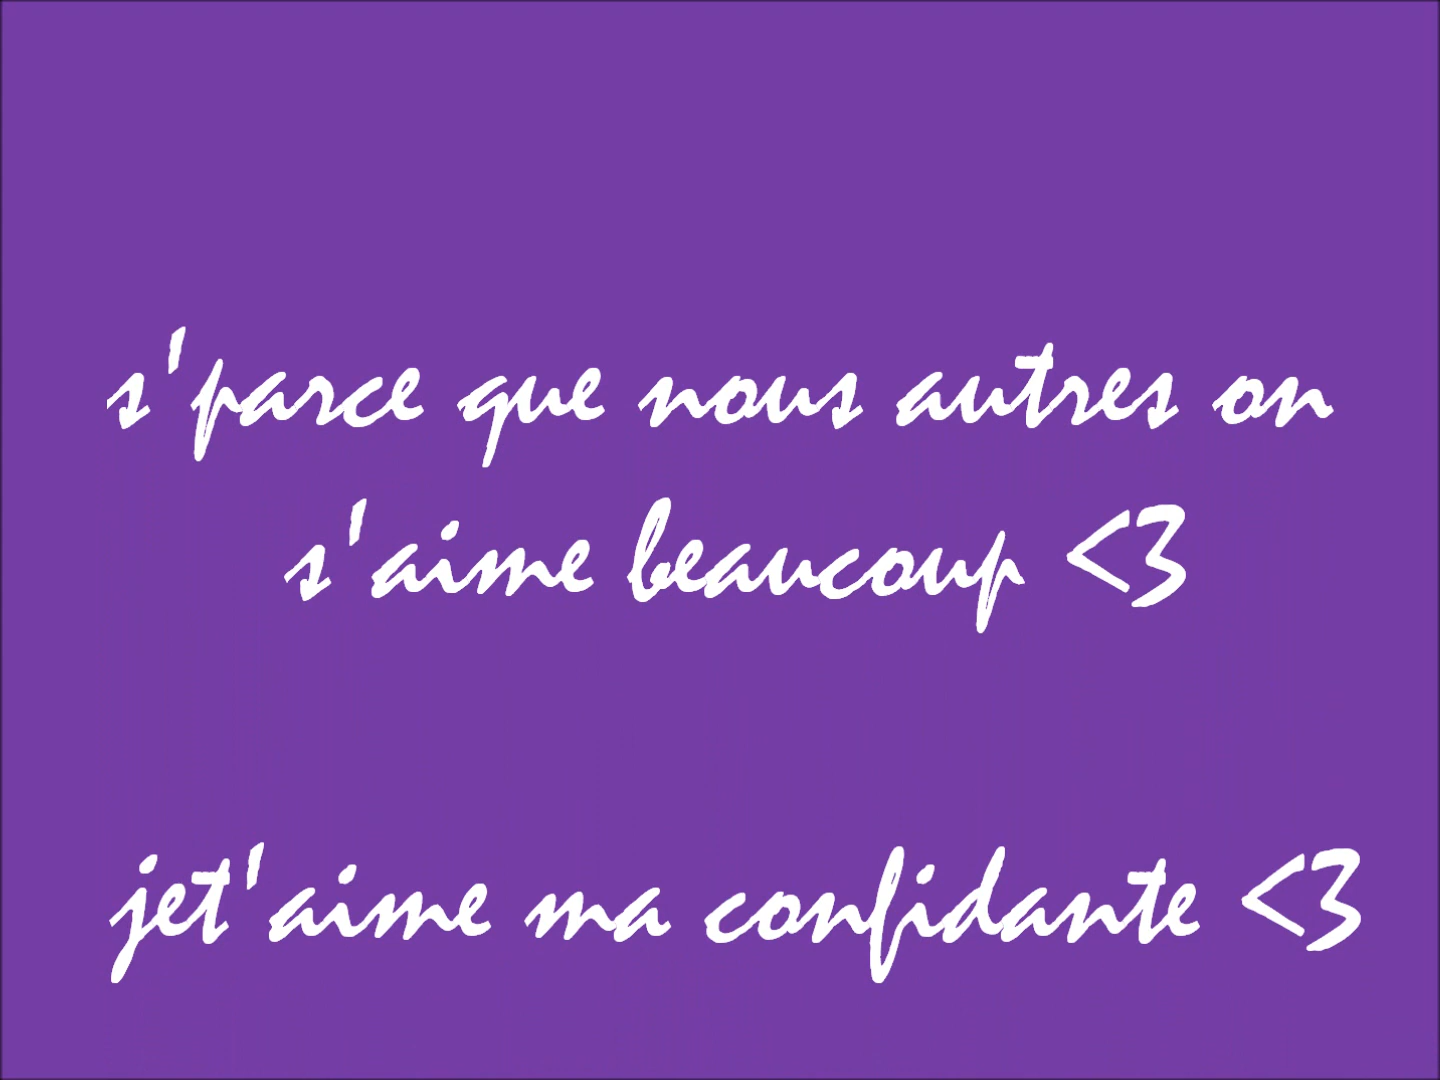 s'parce que nous autres on
s'aime beaucoup <3
jet'aime ma confidante <3